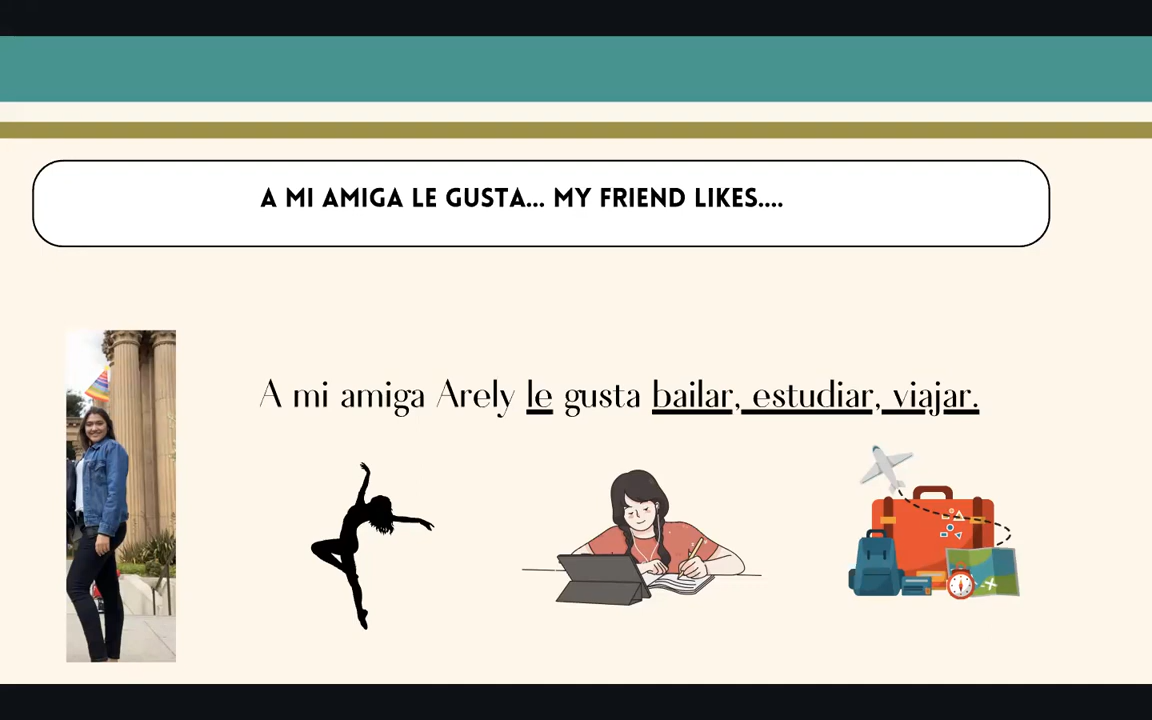 A MI AMIGA LE GUSTA... MY FRIEND LIKES....
A mi amiga Arely le gusta bailar, estudiar, viajar.